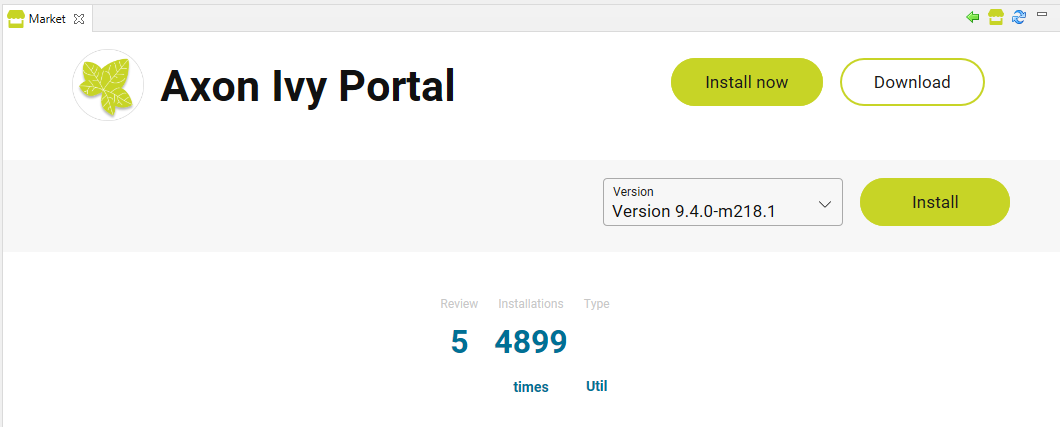 Market
Axon Ivy Portal
Install now
Download
Version
Version 9.4.0-m218.1
Install
Review Installations Type
5 4899
times Util